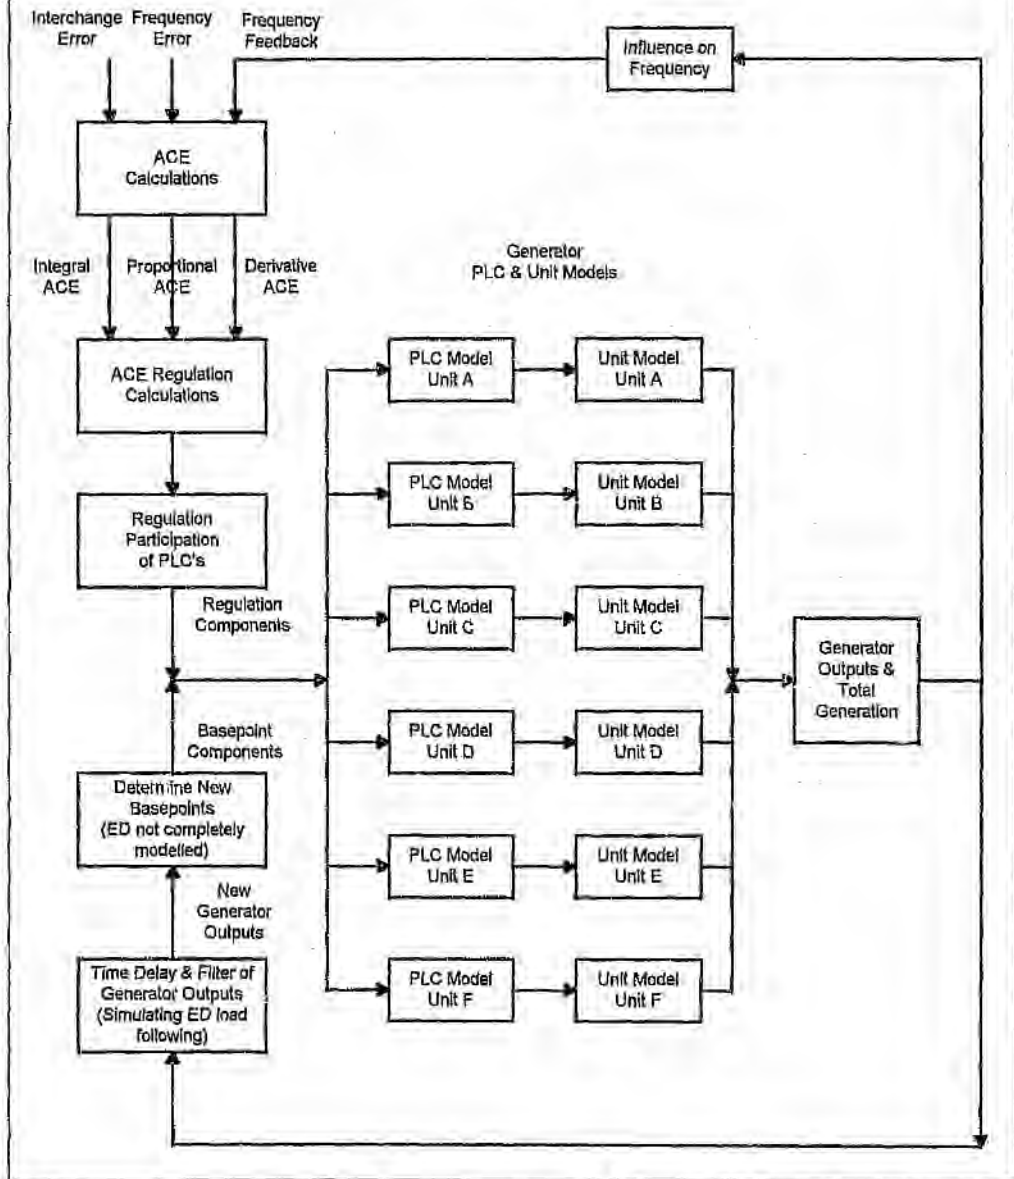 Interchange Error
Frequency Error
Frequency Feedback
Influence on Frequency
ACE Calculations
Integral ACE
Proportional ACE
Derivative ACE
Generator
PLC & Unit Models
ACE Regulation Calculations
Regulation Participation of PLC's
Regulation Components
Basepoint Components
Determine New Basepoints (ED not completely modelled)
New Generator Outputs
Time Delay & Filter of Generator Outputs (Simulating ED load following)
PLC Model Unit A
Unit Model Unit A
PLC Model Unit B
Unit Model Unit B
PLC Model Unit C
Unit Model Unit C
PLC Model Unit D
Unit Model Unit D
PLC Model Unit E
Unit Model Unit E
PLC Model Unit F
Unit Model Unit F
Generator Outputs & Total Generation